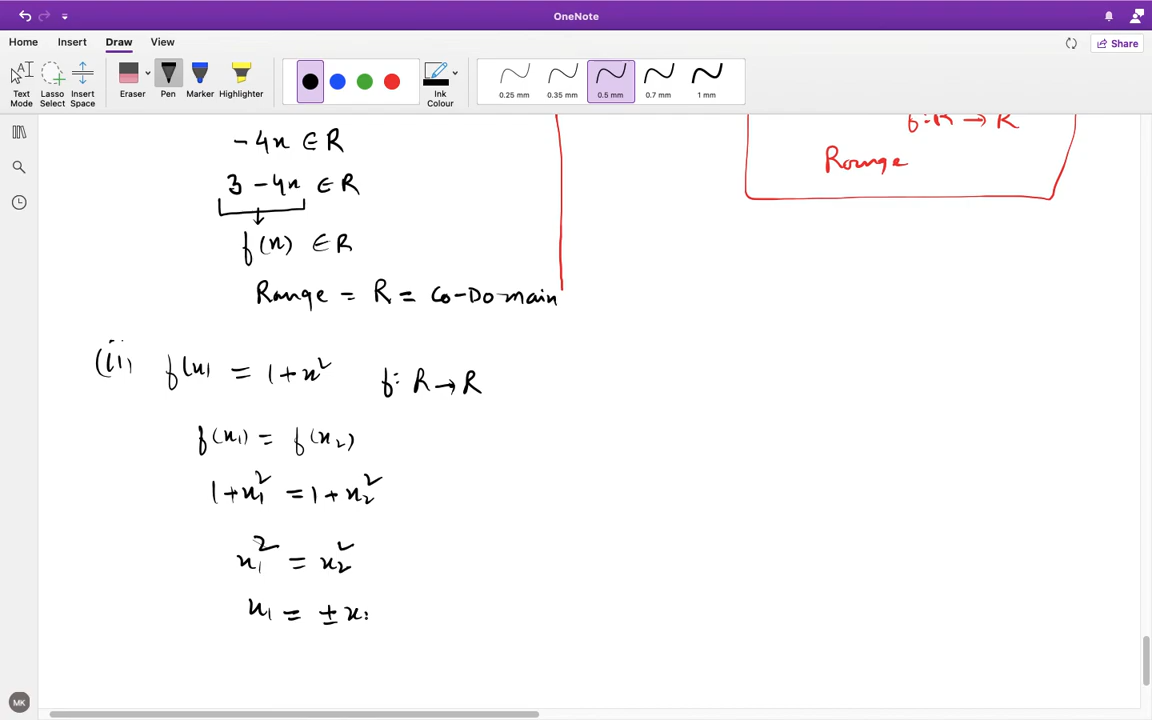 OneNote
Home Insert Draw View
Share
Text Mode
Lasso Select
Insert Space
Eraser
Pen
Marker
Highlighter
Ink Colour
0.25 mm
0.35 mm
0.5 mm
0.7 mm
1 mm
-4x ∈ R
3 - 4x ∈ R
f(x) ∈ R
Range = R = Co-Domain
f: R → R
Range
(ii) f(x) = 1 + x² f: R → R
f(x₁) = f(x₂)
1 + x₁² = 1 + x₂²
x₁² = x₂²
x₁ = ± x
MK